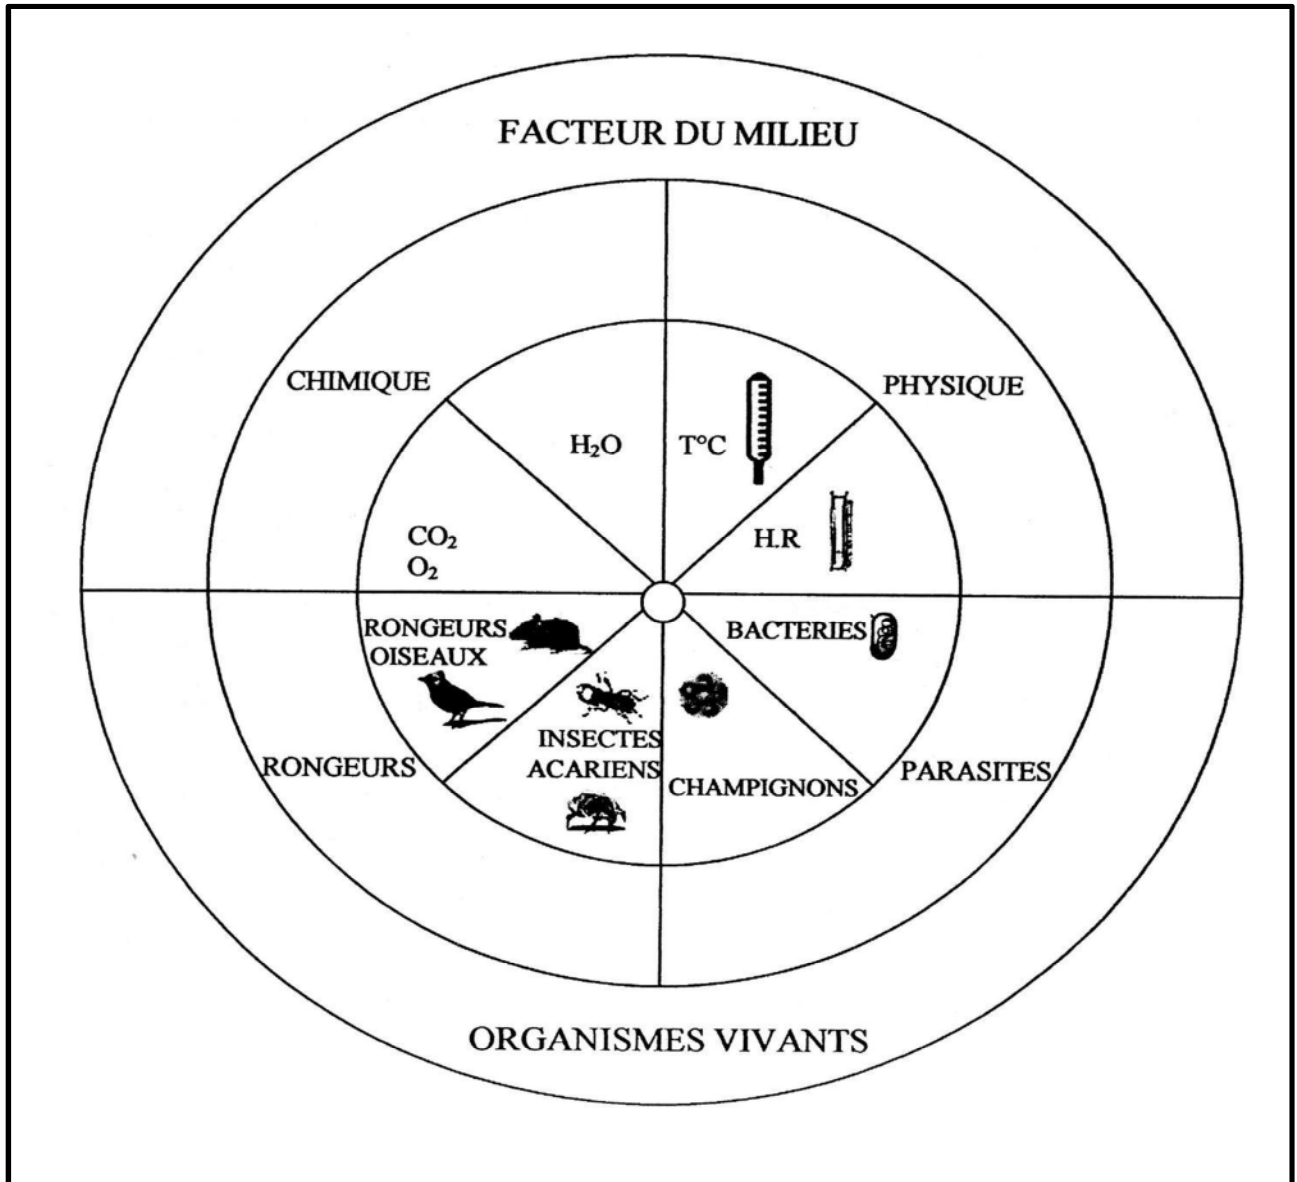 FACTEUR DU MILIEU
CHIMIQUE
PHYSIQUE
H₂O
T°C
CO₂
O₂
H.R
RONGEURS
OISEAUX
BACTERIES
INSECTES
ACARIENS
CHAMPIGNONS
RONGEURS
PARASITES
ORGANISMES VIVANTS